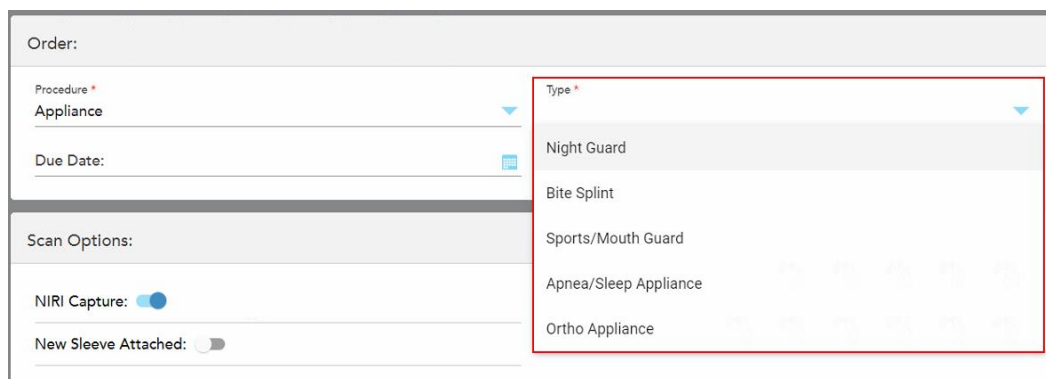 Order:
Procedure *
Appliance
Due Date:
Type *
Night Guard
Bite Splint
Sports/Mouth Guard
Apnea/Sleep Appliance
Ortho Appliance
Scan Options:
NIRI Capture:
New Sleeve Attached: